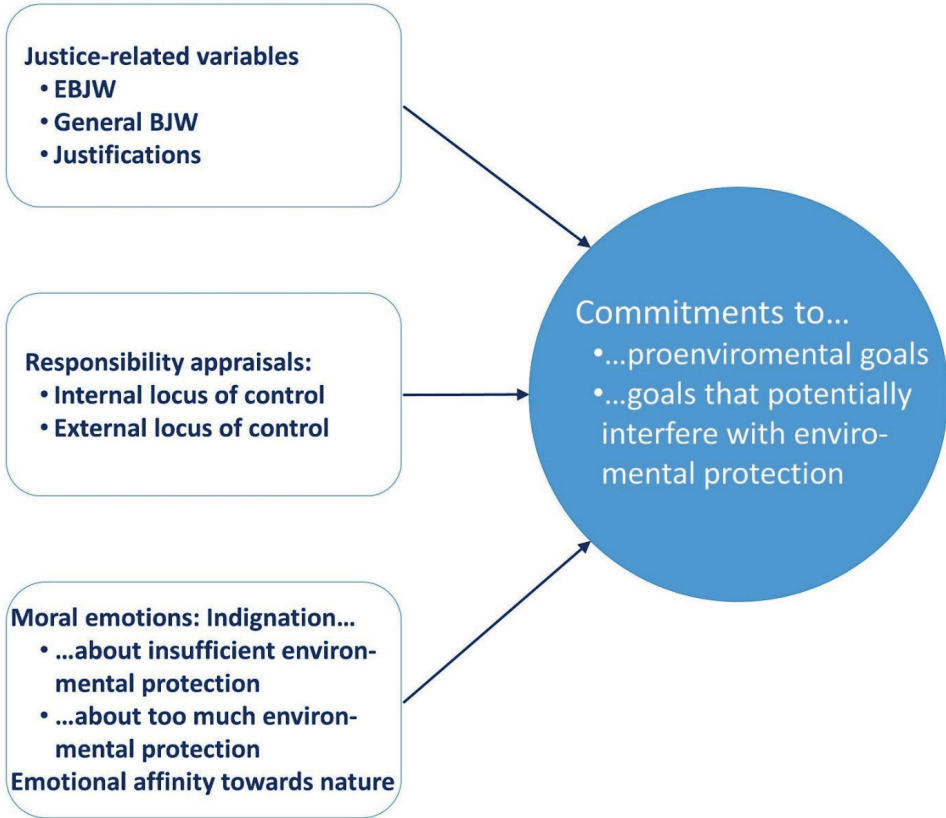 Justice-related variables
• EBJW
• General BJW
• Justifications
Responsibility appraisals:
• Internal locus of control
• External locus of control
Moral emotions: Indignation…
• …about insufficient environ-
mental protection
• …about too much environ-
mental protection
Emotional affinity towards nature
Commitments to…
•…proenviromental goals
•…goals that potentially
interfere with enviro-
mental protection